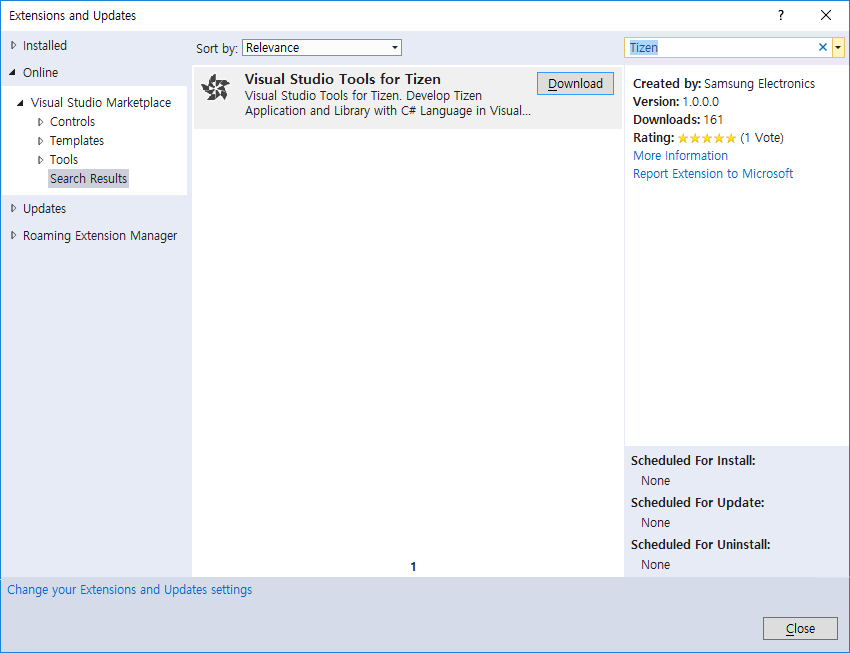 Extensions and Updates
?
Installed
Online
Visual Studio Marketplace
Controls
Templates
Tools
Search Results
Updates
Roaming Extension Manager
Sort by: Relevance
Visual Studio Tools for Tizen
Visual Studio Tools for Tizen. Develop Tizen
Application and Library with C# Language in Visual...
Download
1
Tizen
Created by: Samsung Electronics
Version: 1.0.0.0
Downloads: 161
Rating: (1 Vote)
More Information
Report Extension to Microsoft
Scheduled For Install:
None
Scheduled For Update:
None
Scheduled For Uninstall:
None
Change your Extensions and Updates settings
Close